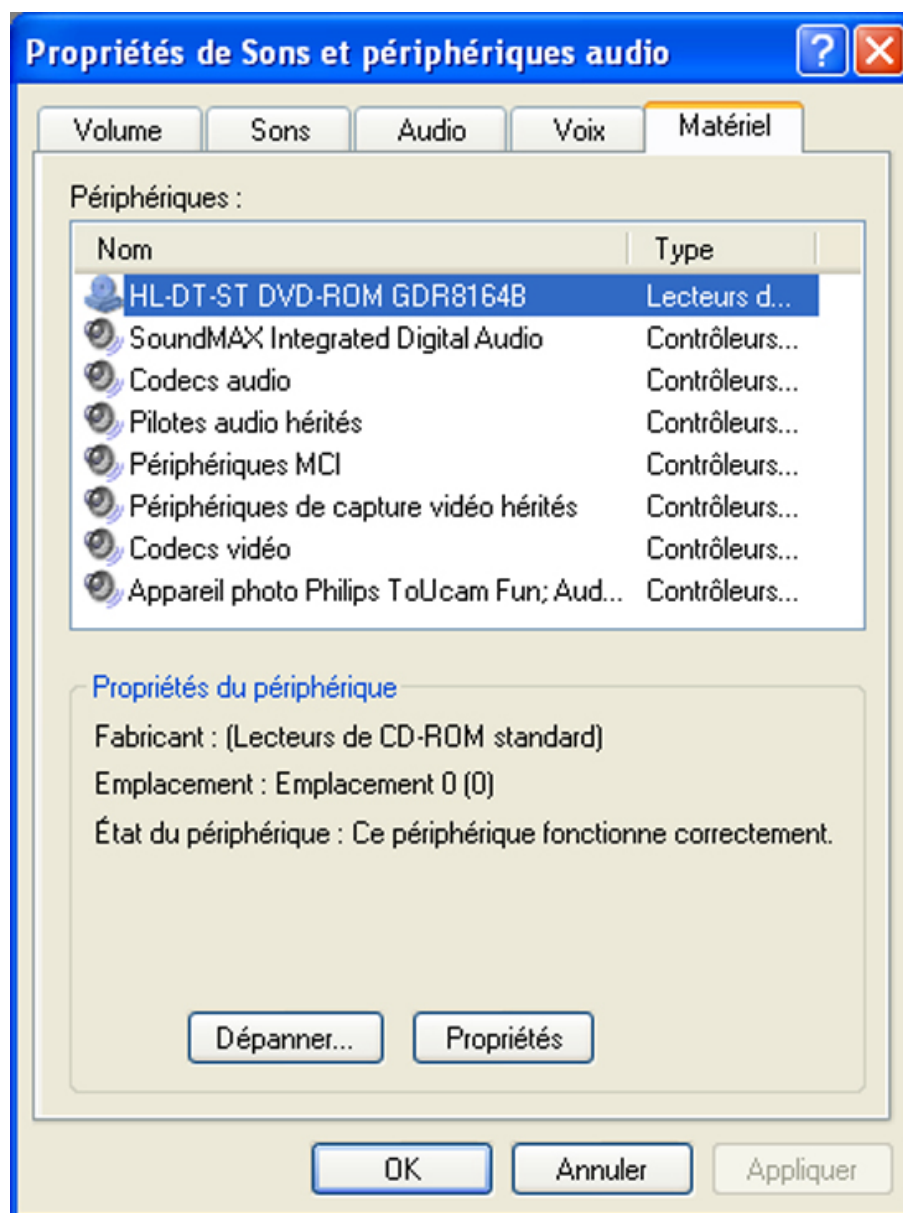 Propriétés de Sons et périphériques audio
Volume Sons Audio Voix Matériel
Périphériques :
Nom Type
HL-DT-ST DVD-ROM GDR8164B Lecteurs d...
SoundMAX Integrated Digital Audio Contrôleurs...
Codecs audio Contrôleurs...
Pilotes audio hérités Contrôleurs...
Périphériques MCI Contrôleurs...
Périphériques de capture vidéo hérités Contrôleurs...
Codecs vidéo Contrôleurs...
Appareil photo Philips ToUcam Fun; Aud... Contrôleurs...
Propriétés du périphérique
Fabricant : (Lecteurs de CD-ROM standard)
Emplacement : Emplacement 0 (0)
État du périphérique : Ce périphérique fonctionne correctement.
Dépanner... Propriétés
OK Annuler Appliquer